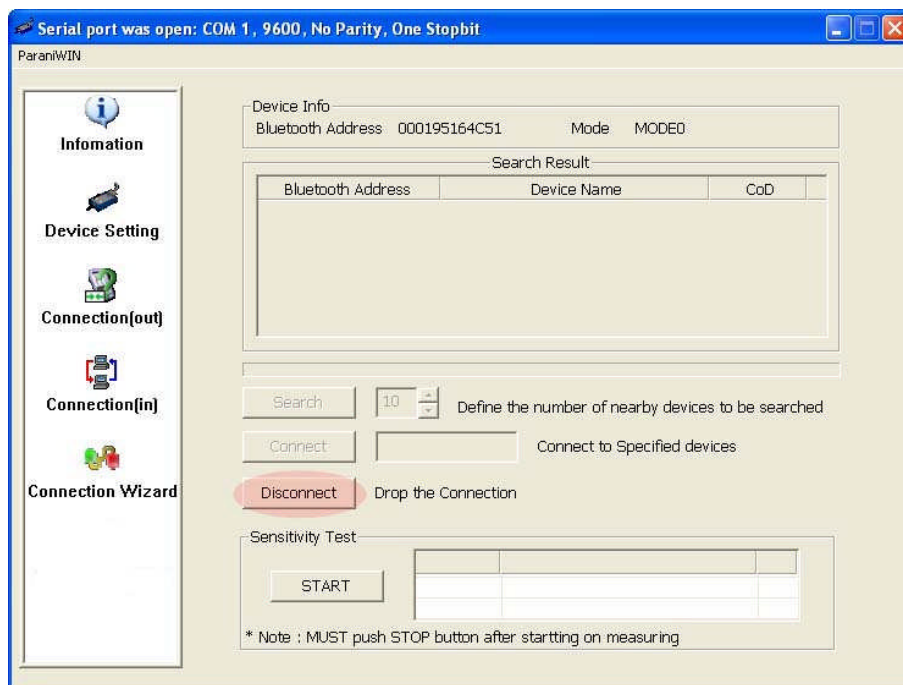 Serial port was open: COM 1, 9600, No Parity, One Stopbit
ParaniWIN
Infomation
Device Setting
Connection(out)
Connection(in)
Connection Wizard
Device Info
Bluetooth Address 000195164C51 Mode MODE0
Search Result
Bluetooth Address Device Name CoD
Search 10 Define the number of nearby devices to be searched
Connect Connect to Specified devices
Disconnect Drop the Connection
Sensitivity Test
START
* Note : MUST push STOP button after startting on measuring